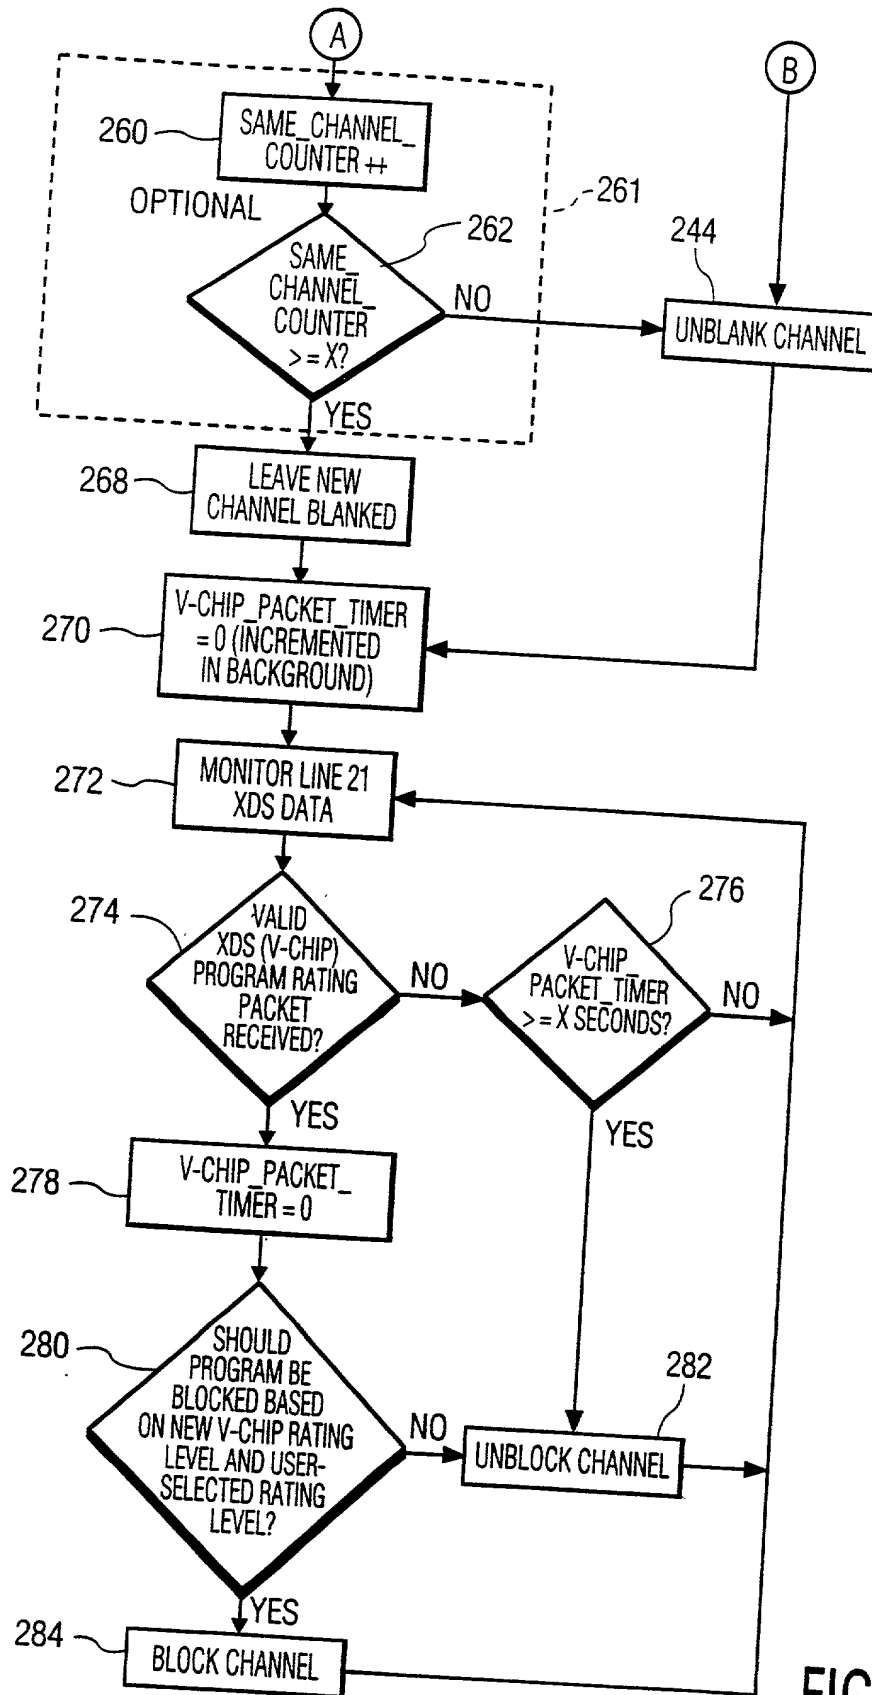 A
B
260
SAME_CHANNEL_
COUNTER ++
OPTIONAL
261
262
SAME_
CHANNEL_
COUNTER
>= X?
NO
244
UNBLANK CHANNEL
YES
268
LEAVE NEW
CHANNEL BLANKED
270
V-CHIP_PACKET_TIMER
= 0 (INCREMENTED
IN BACKGROUND)
272
MONITOR LINE 21
XDS DATA
274
VALID
XDS (V-CHIP)
PROGRAM RATING
PACKET
RECEIVED?
NO
276
V-CHIP_
PACKET_TIMER
>= X SECONDS?
NO
YES
YES
278
V-CHIP_PACKET_
TIMER = 0
280
SHOULD
PROGRAM BE
BLOCKED BASED
ON NEW V-CHIP RATING
LEVEL AND USER-
SELECTED RATING
LEVEL?
NO
282
UNBLOCK CHANNEL
YES
284
BLOCK CHANNEL
FIG